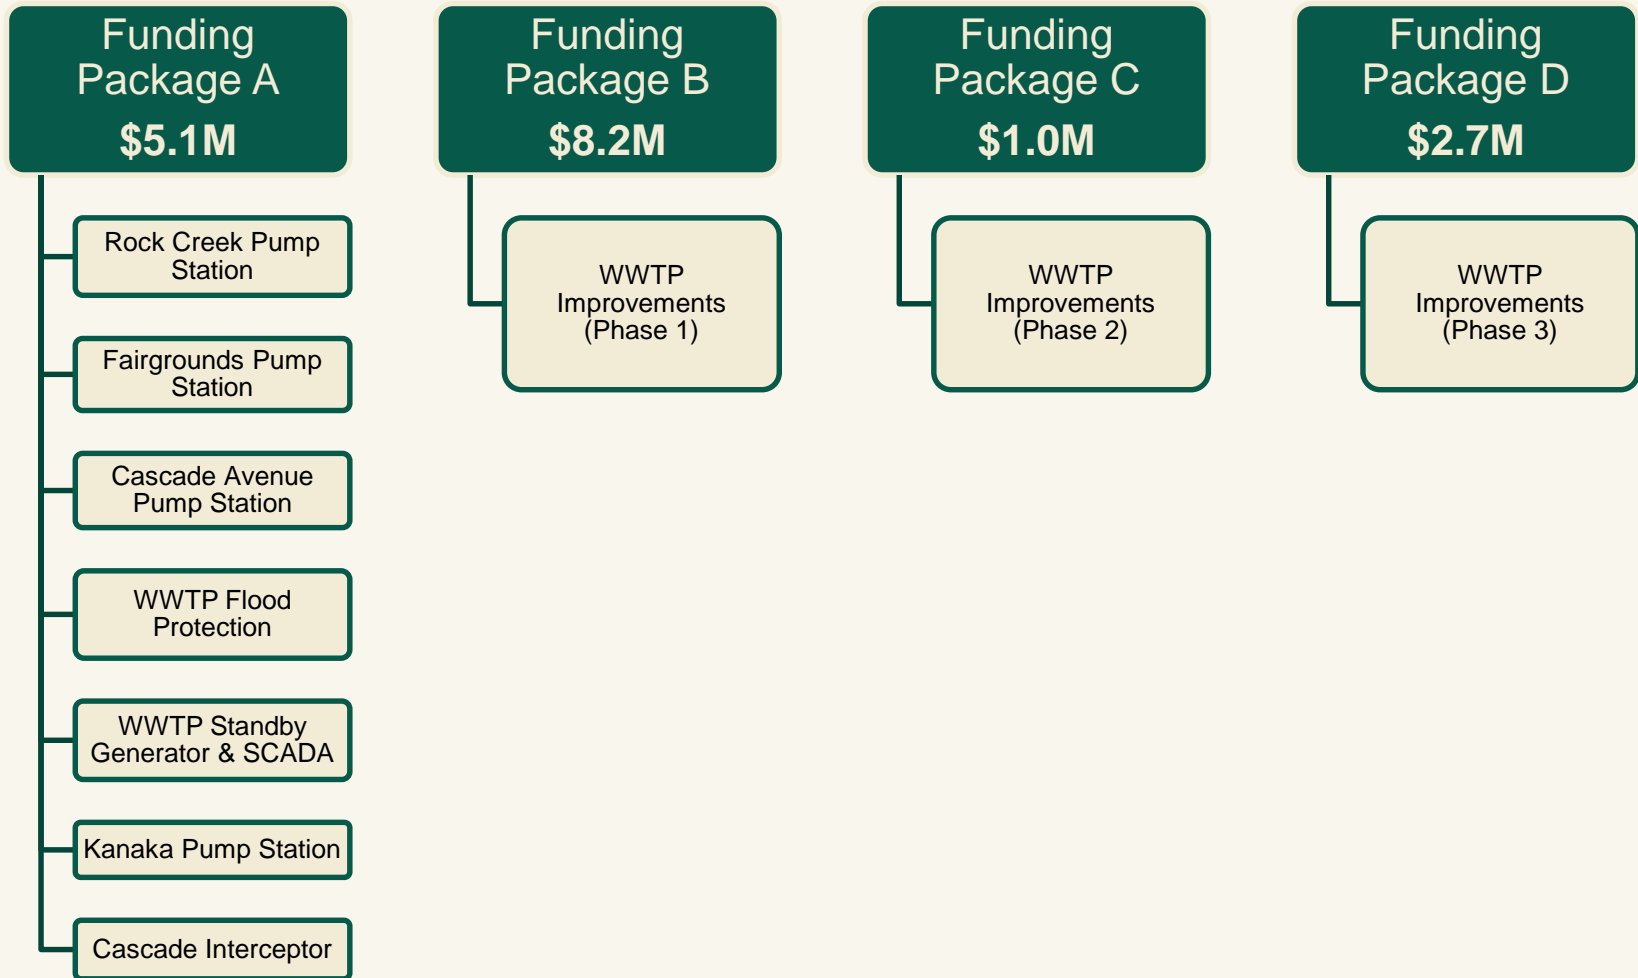 Funding
Package A
$5.1M
Rock Creek Pump
Station
Fairgrounds Pump
Station
Cascade Avenue
Pump Station
WWTP Flood
Protection
WWTP Standby
Generator & SCADA
Kanaka Pump Station
Cascade Interceptor
Funding
Package B
$8.2M
WWTP
Improvements
(Phase 1)
Funding
Package C
$1.0M
WWTP
Improvements
(Phase 2)
Funding
Package D
$2.7M
WWTP
Improvements
(Phase 3)